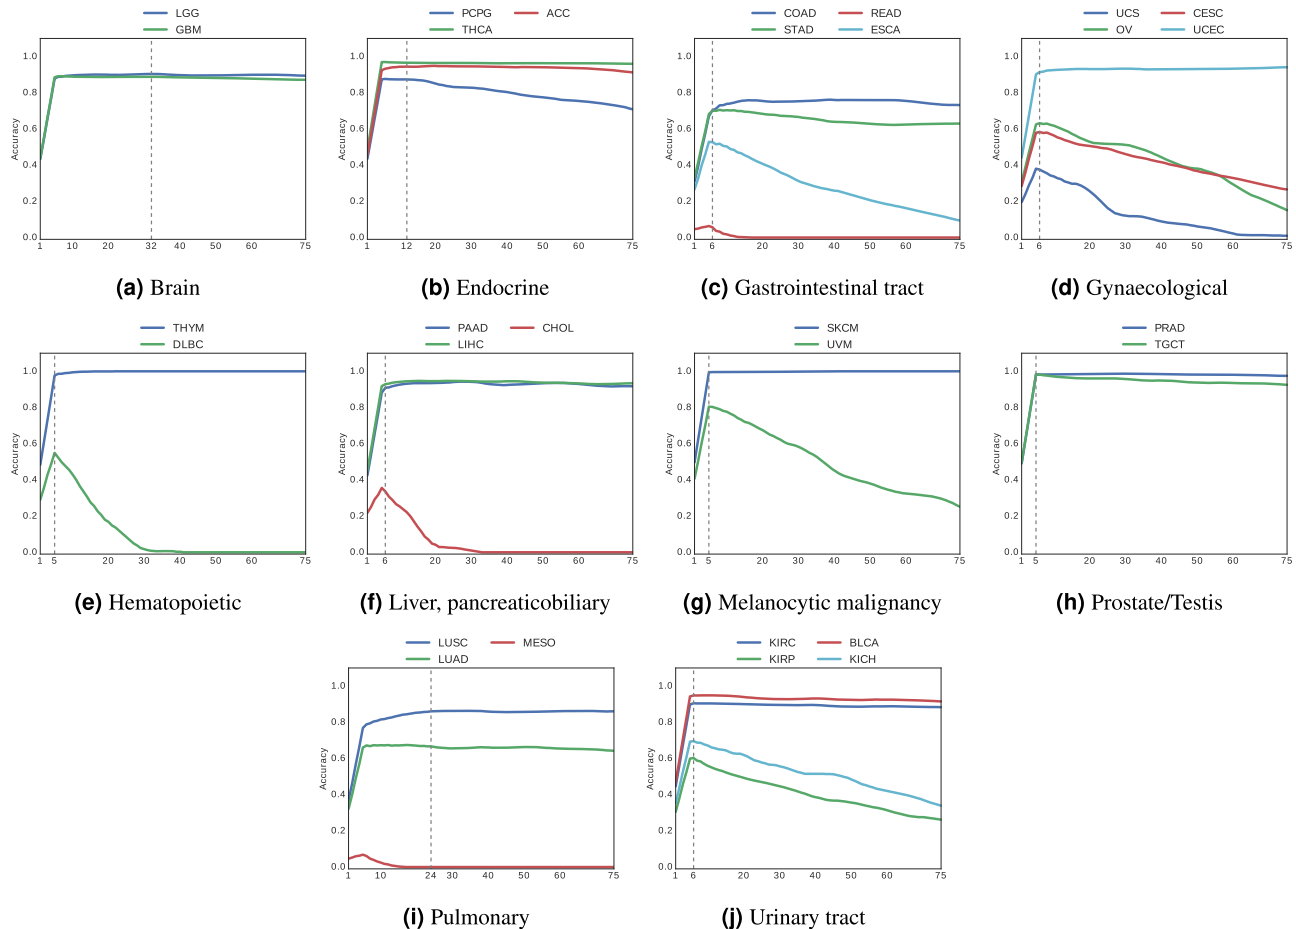 LGG
GBM
Accuracy
1.0
0.8
0.6
0.4
0.2
0.0
1 10 20 32 40 50 60 75
(a) Brain
PCPG ACC
THCA
Accuracy
1.0
0.8
0.6
0.4
0.2
0.0
1 12 20 30 40 50 60 75
(b) Endocrine
COAD READ
STAD ESCA
Accuracy
1.0
0.8
0.6
0.4
0.2
0.0
1 6 20 30 40 50 60 75
(c) Gastrointestinal tract
UCS CESC
OV UCEC
Accuracy
1.0
0.8
0.6
0.4
0.2
0.0
1 6 20 30 40 50 60 75
(d) Gynaecological
THYM
DLBC
Accuracy
1.0
0.8
0.6
0.4
0.2
0.0
1 5 20 30 40 50 60 75
(e) Hematopoietic
PAAD CHOL
LIHC
Accuracy
1.0
0.8
0.6
0.4
0.2
0.0
1 6 20 30 40 50 60 75
(f) Liver, pancreaticobiliary
SKCM
UVM
Accuracy
1.0
0.8
0.6
0.4
0.2
0.0
1 5 20 30 40 50 60 75
(g) Melanocytic malignancy
PRAD
TGCT
Accuracy
1.0
0.8
0.6
0.4
0.2
0.0
1 5 20 30 40 50 60 75
(h) Prostate/Testis
LUSC MESO
LUAD
Accuracy
1.0
0.8
0.6
0.4
0.2
0.0
1 10 24 30 40 50 60 75
(i) Pulmonary
KIRC BLCA
KIRP KICH
Accuracy
1.0
0.8
0.6
0.4
0.2
0.0
1 6 20 30 40 50 60 75
(j) Urinary tract